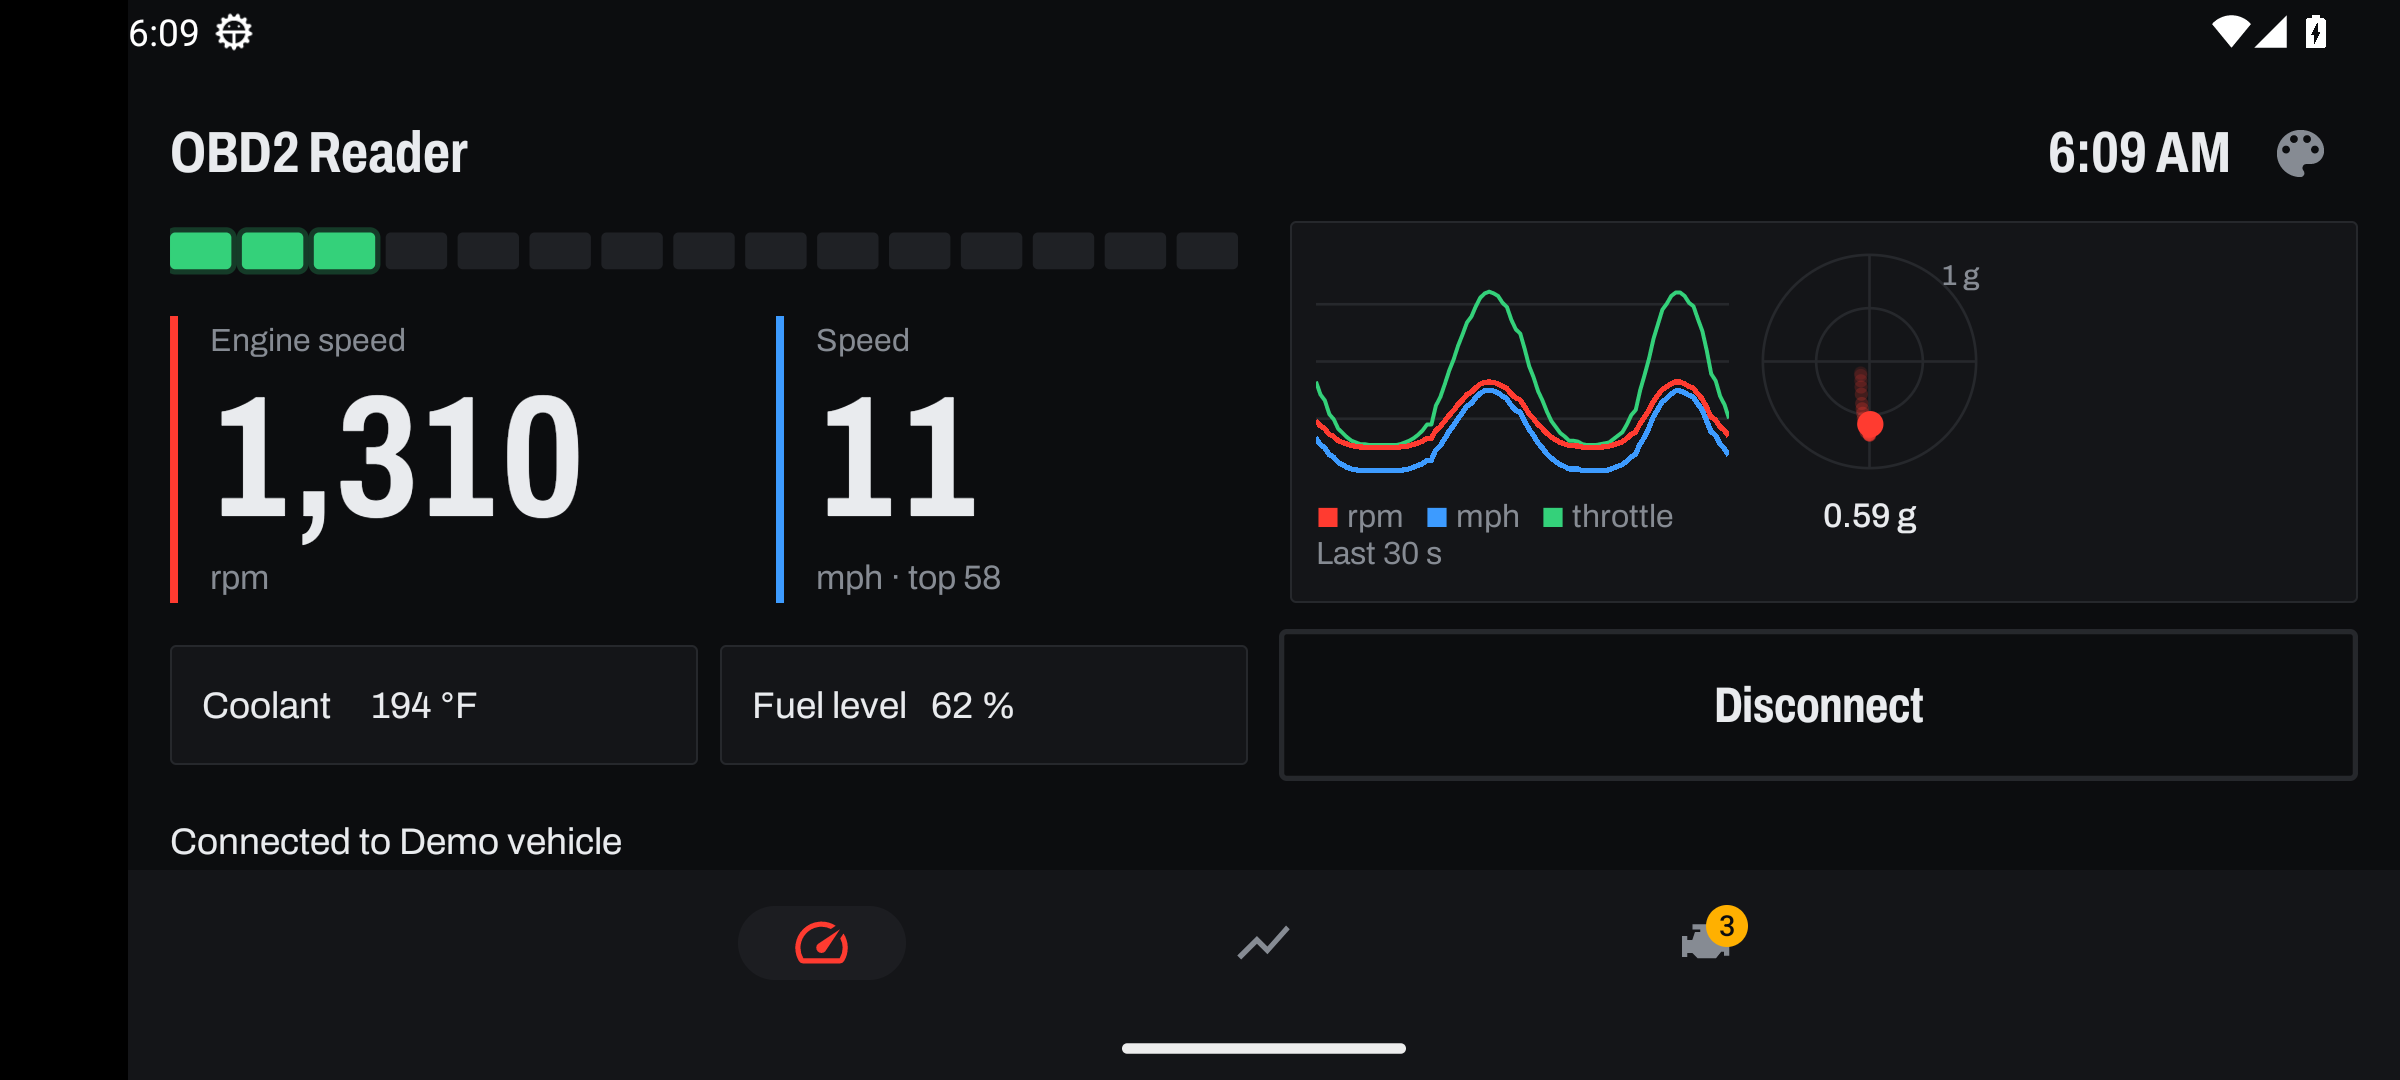 6:09
OBD2 Reader
6:09 AM
Engine speed
1,310
rpm
Speed
11
mph · top 58
1 g
rpm mph throttle
Last 30 s
0.59 g
Coolant 194 °F
Fuel level 62 %
Disconnect
Connected to Demo vehicle
3